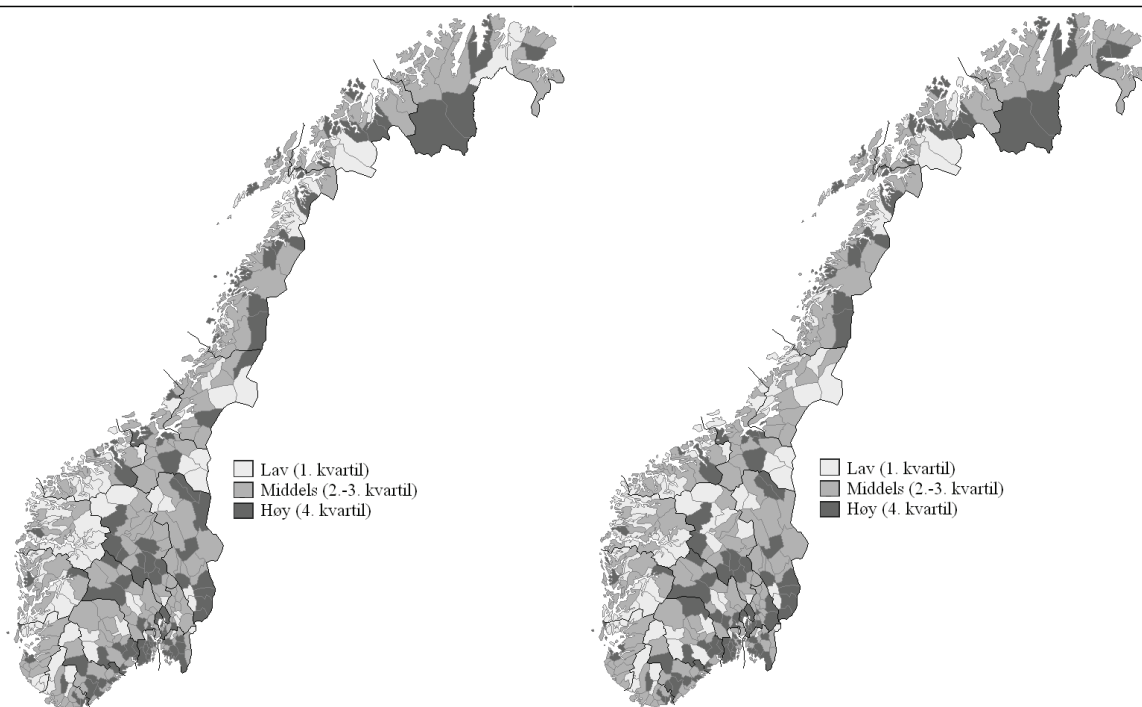 Lav (1. kvartil)
Middels (2.-3. kvartil)
Høy (4. kvartil)
Lav (1. kvartil)
Middels (2.-3. kvartil)
Høy (4. kvartil)